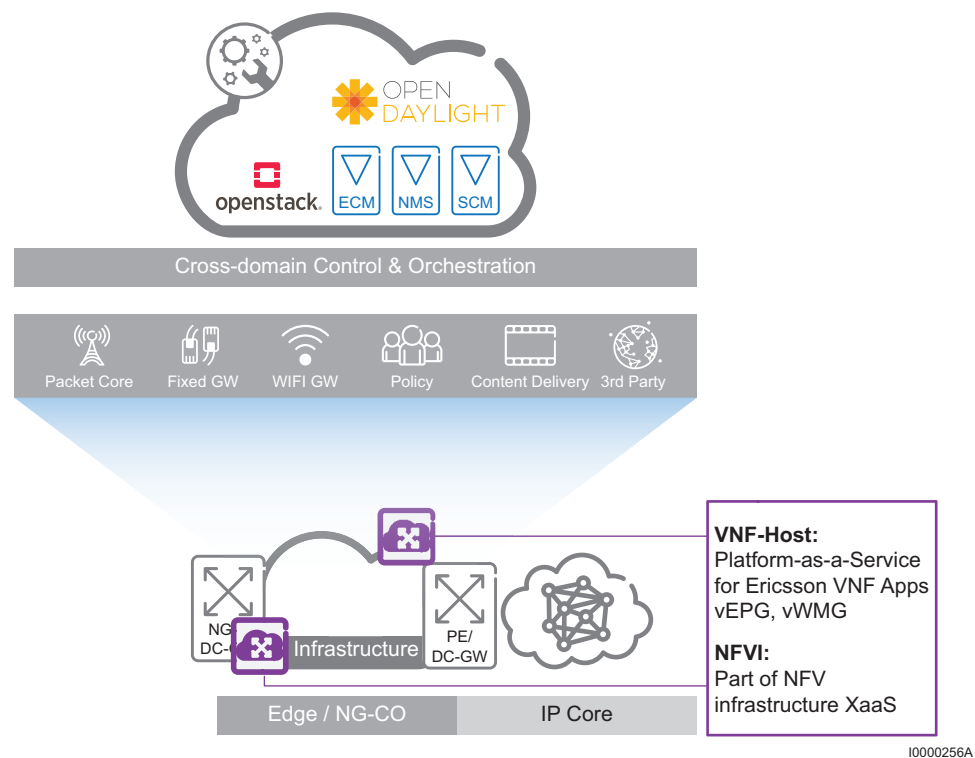 OPEN
DAYLIGHT
openstack.
ECM
NMS
SCM
Cross-domain Control & Orchestration
Packet Core
Fixed GW
WIFI GW
Policy
Content Delivery
3rd Party
VNF-Host:
Platform-as-a-Service
for Ericsson VNF Apps
vEPG, vWMG
NFVI:
Part of NFV
infrastructure XaaS
PE/
DC-GW
Infrastructure
Edge / NG-CO
IP Core
I0000256A